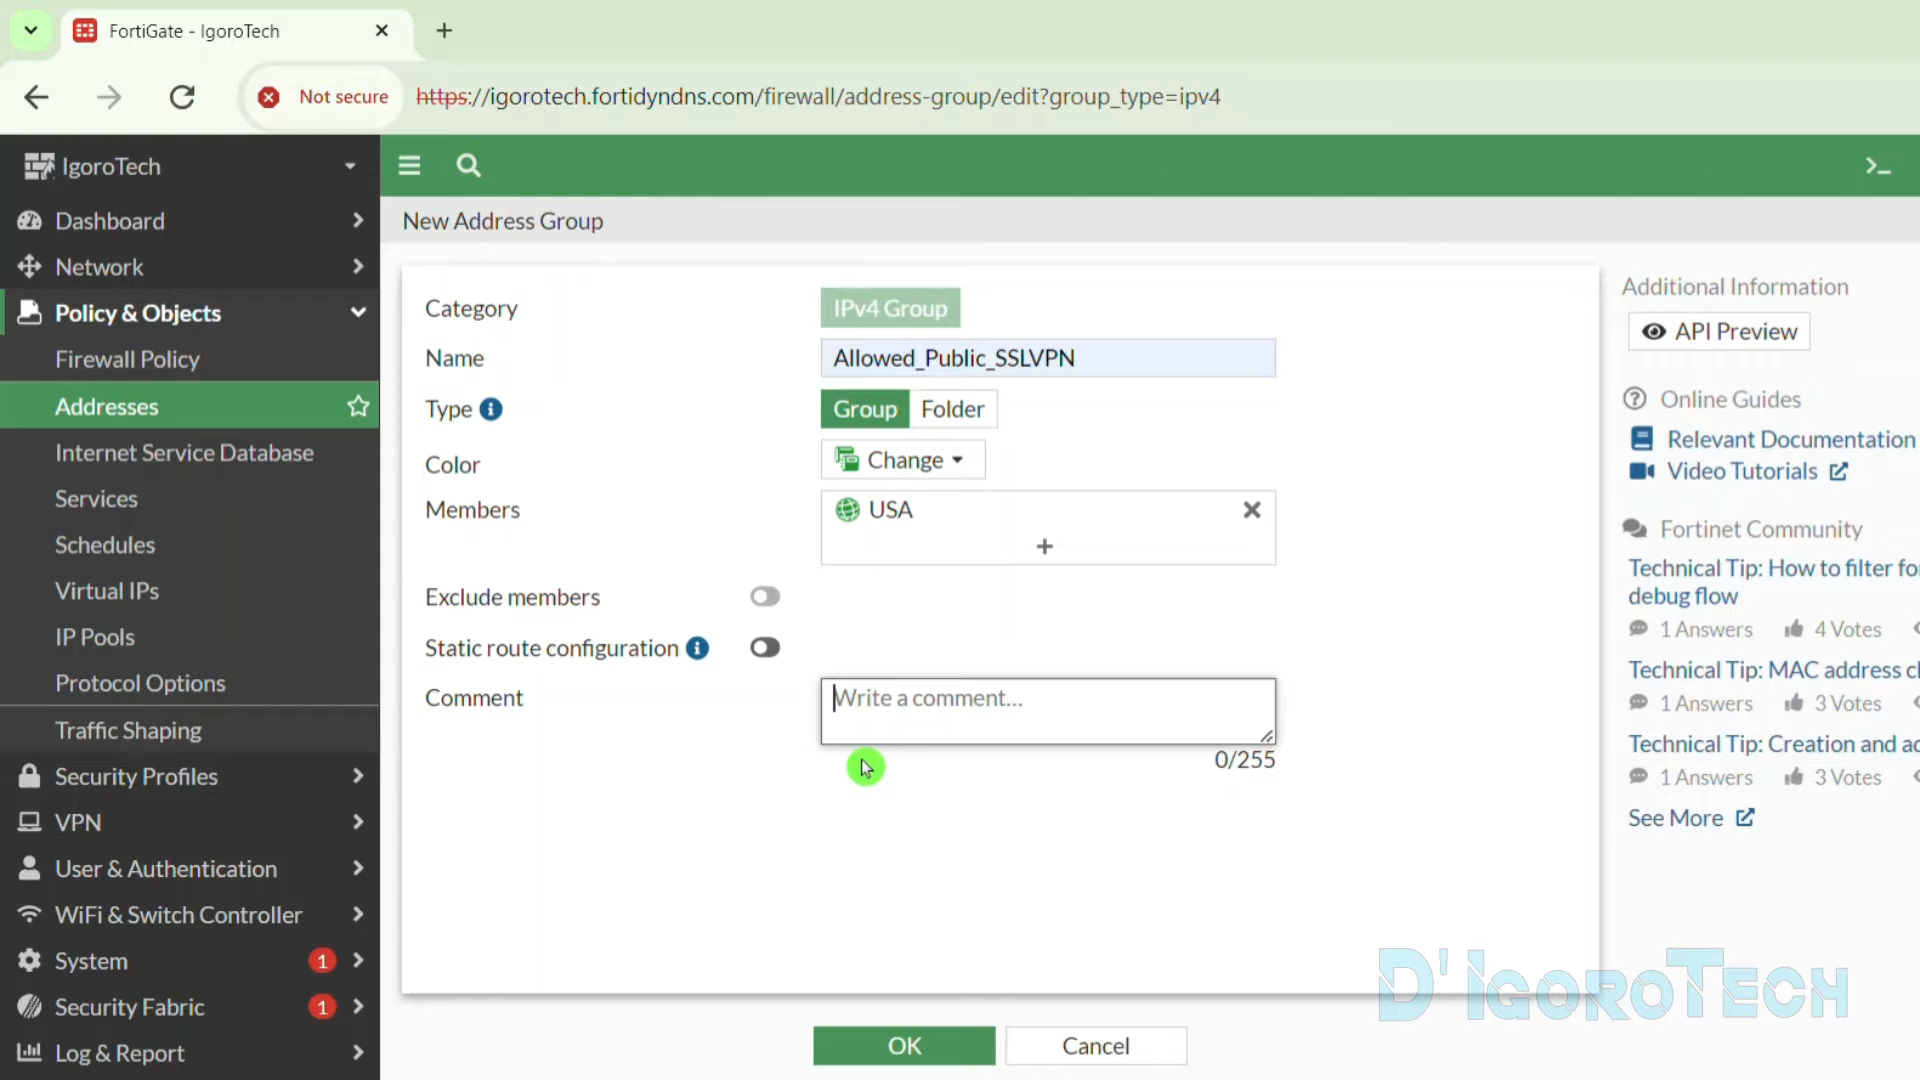 FortiGate - IgoroTech
Not secure
https://igorotech.fortidyndns.com/firewall/address-group/edit?group_type=ipv4
IgoroTech
Dashboard
Network
Policy & Objects
Firewall Policy
Addresses
Internet Service Database
Services
Schedules
Virtual IPs
IP Pools
Protocol Options
Traffic Shaping
Security Profiles
VPN
User & Authentication
WiFi & Switch Controller
System 1
Security Fabric 1
Log & Report
New Address Group
Category IPv4 Group
Name Allowed_Public_SSLVPN
Type Group Folder
Color Change
Members USA
Exclude members
Static route configuration
Comment Write a comment...
0/255
OK Cancel
Additional Information
API Preview
Online Guides
Relevant Documentation
Video Tutorials
Fortinet Community
Technical Tip: How to filter fo
debug flow
1 Answers 4 Votes
Technical Tip: MAC address cl
1 Answers 3 Votes
Technical Tip: Creation and ac
1 Answers 3 Votes
See More
D'IGOROTECH